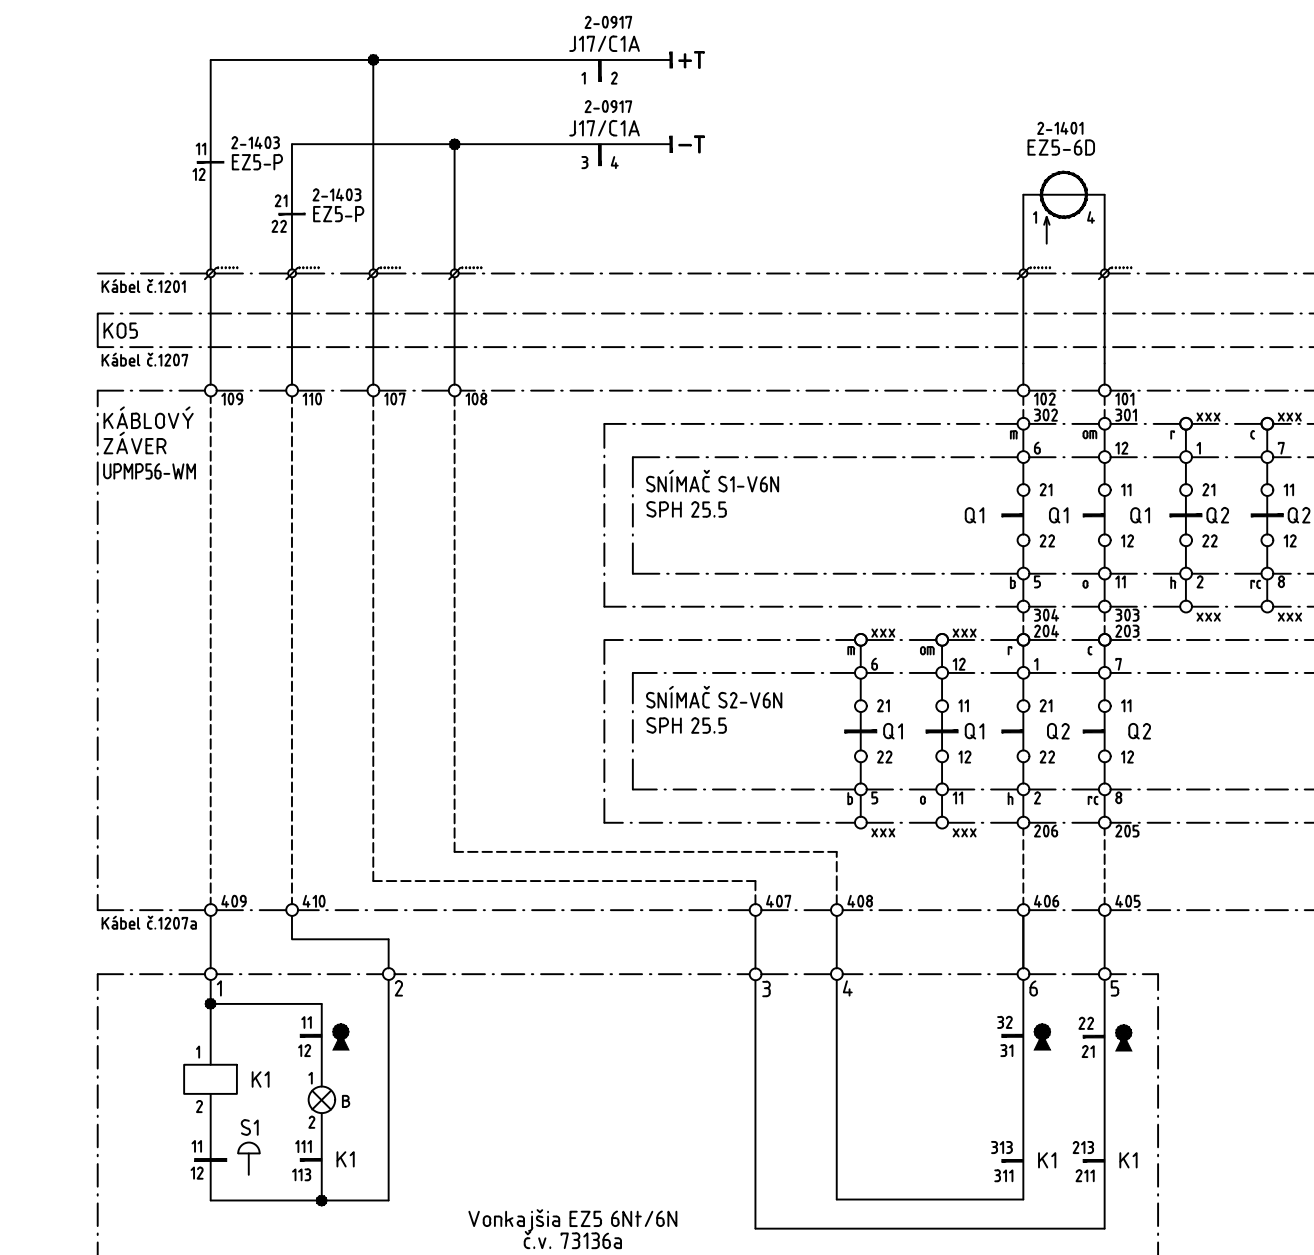 2-0917
J17/C1A
1 2
+T
2-0917
J17/C1A
3 4
-T
11
12
2-1403
EZ5-P
21
22
2-1403
EZ5-P
2-1401
EZ5-6D
1 4
Kábel č.1201
KO5
Kábel č.1207
109 110 107 108 102 101
KÁBLOVÝ
ZÁVER
UPMP56-WM
302 301 xxx xxx
m om r c
6 12 1 7
SNÍMAČ S1-V6N
SPH 25.5
21 11 21 11
Q1 Q1 Q1 Q2 Q2
22 12 22 12
b 5 o 11 h 2 rc 8
304 303 xxx xxx
xxx xxx 204 203
m om r c
6 12 1 7
SNÍMAČ S2-V6N
SPH 25.5
21 11 21 11
Q1 Q1 Q2 Q2
22 12 22 12
b 5 o 11 h 2 rc 8
xxx xxx 206 205
409 410 407 408 406 405
Kábel č.1207a
1 2 3 4 6 5
11
12
32
31
22
21
1
2
K1
1
2
B
S1
11
12
111
113
K1
313
311
K1
213
211
K1
Vonkajšia EZ5 6Nt/6N
č.v. 73136a